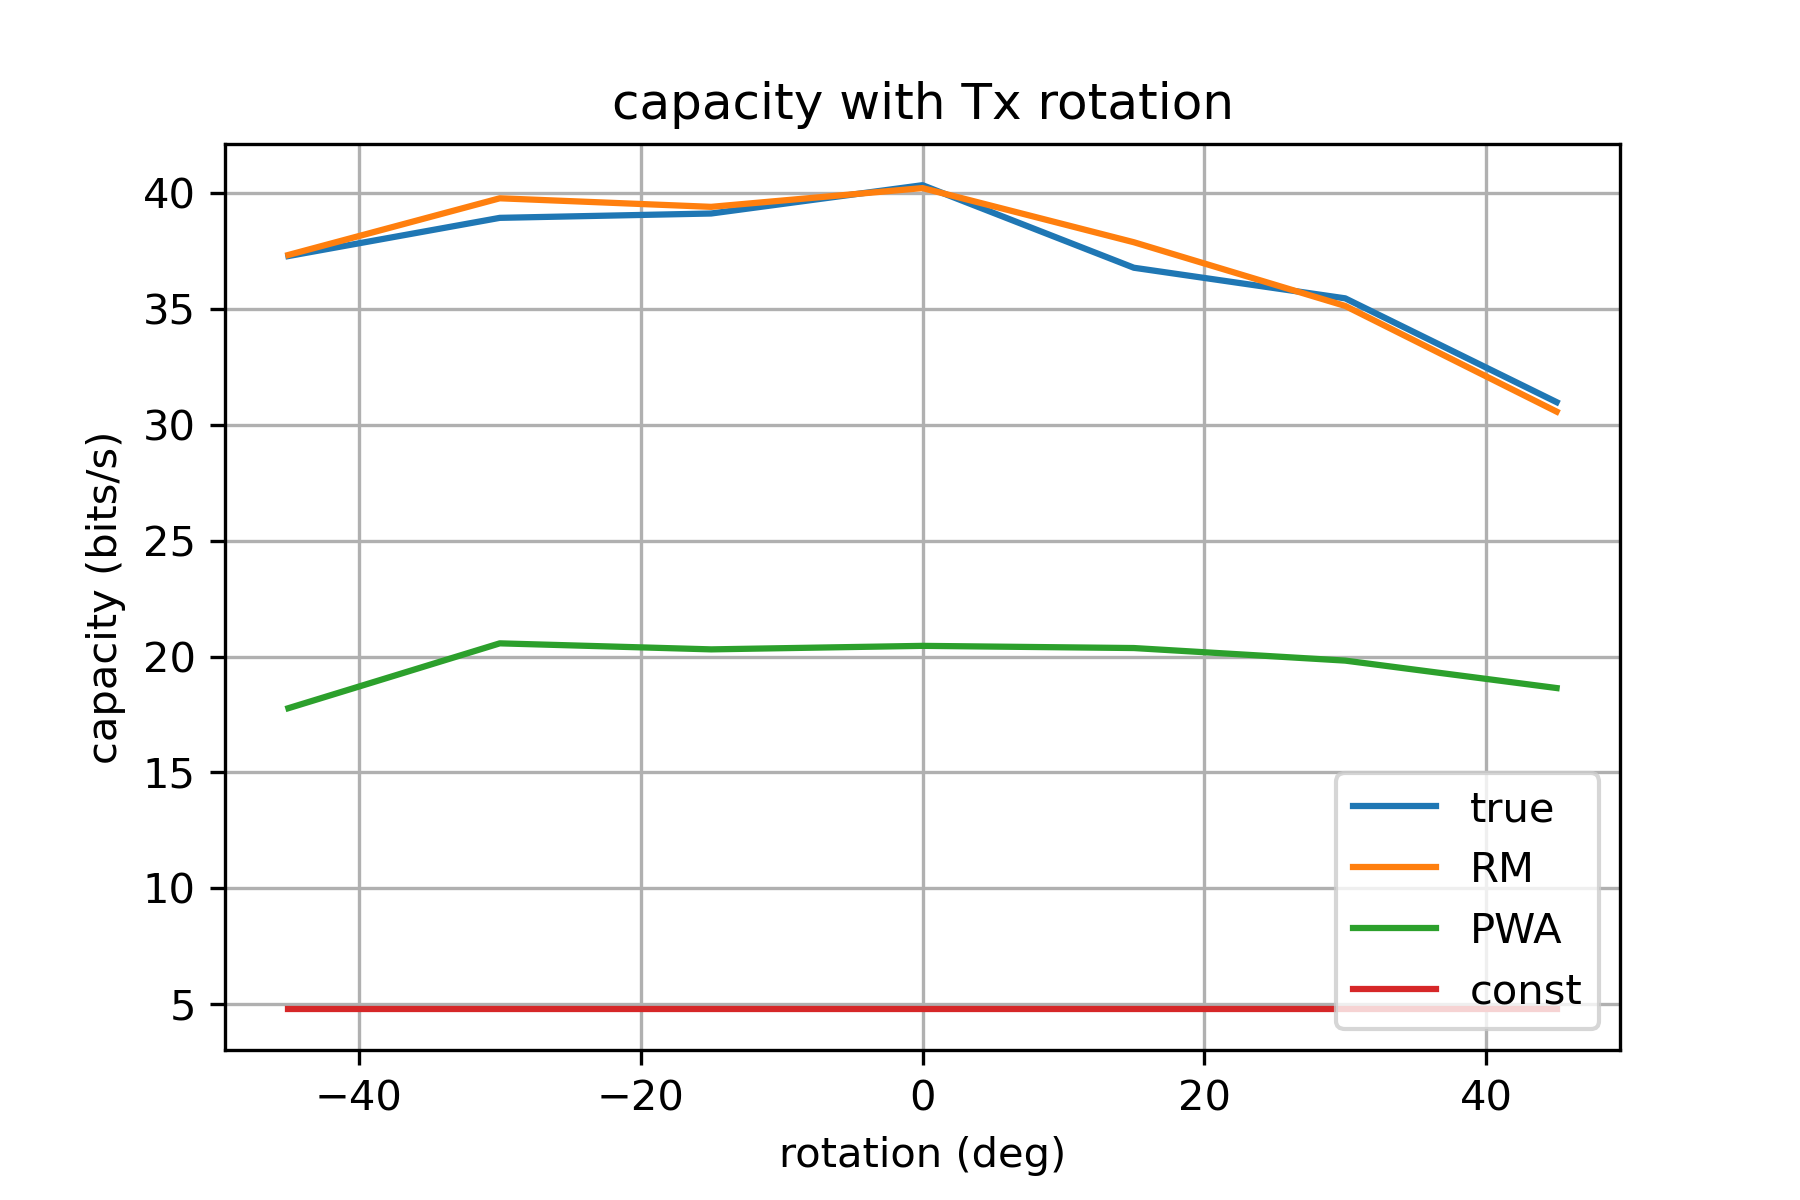 capacity with Tx rotation
capacity (bits/s)
40
35
30
25
20
15
10
5
true
RM
PWA
const
−40
−20
0
20
40
rotation (deg)